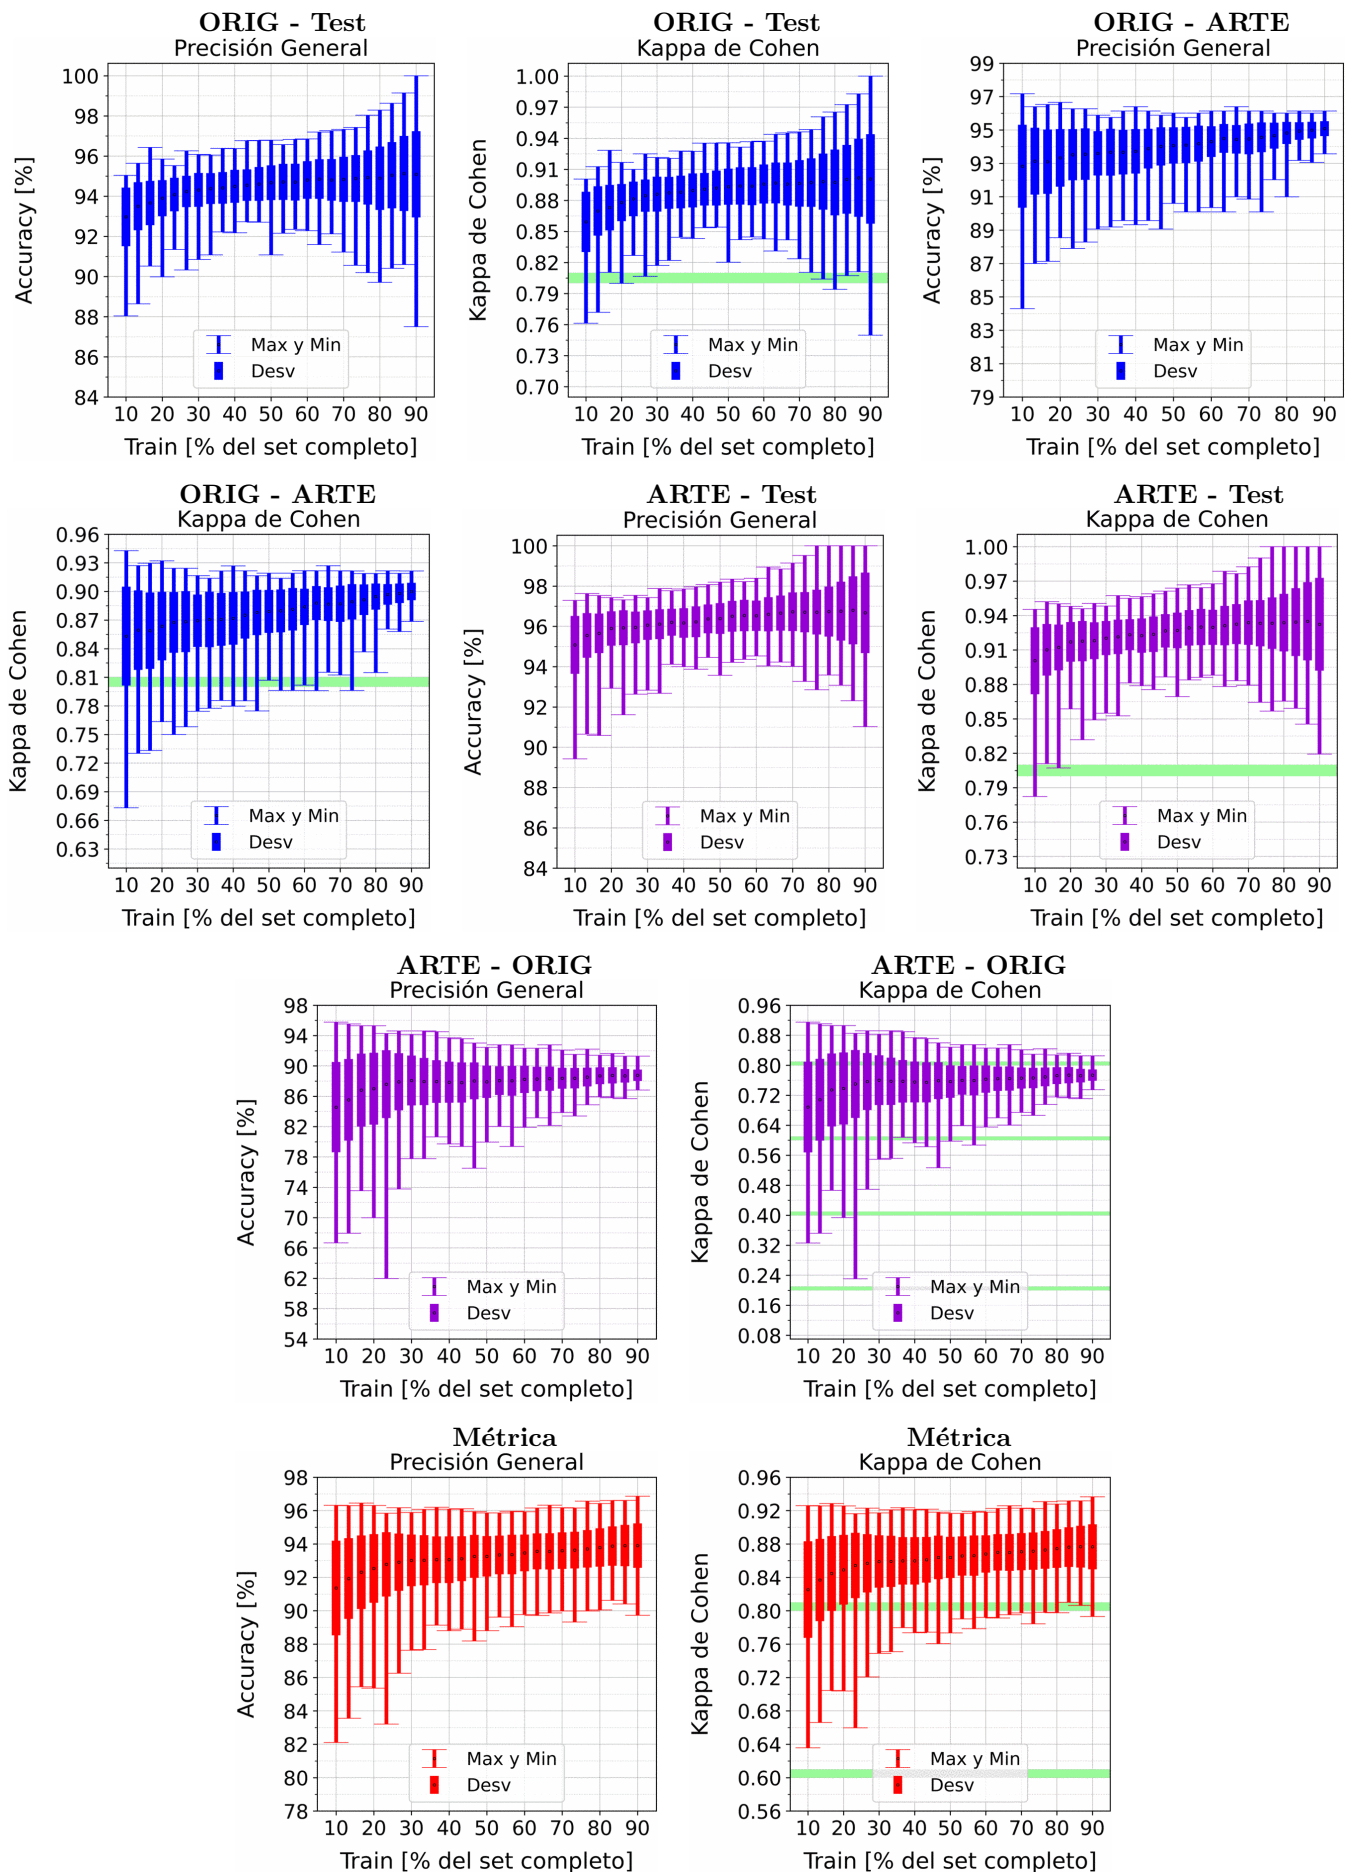 ORIG - Test
Precisión General
100
98
96
94
92
90
88
86
84
Accuracy [%]
Max y Min
Desv
10 20 30 40 50 60 70 80 90
Train [% del set completo]
ORIG - Test
Kappa de Cohen
1.00
0.97
0.94
0.91
0.88
0.85
0.82
0.79
0.76
0.73
0.70
Kappa de Cohen
Max y Min
Desv
10 20 30 40 50 60 70 80 90
Train [% del set completo]
ORIG - ARTE
Precisión General
99
97
95
93
91
89
87
85
83
81
79
Accuracy [%]
Max y Min
Desv
10 20 30 40 50 60 70 80 90
Train [% del set completo]
ORIG - ARTE
Kappa de Cohen
0.96
0.93
0.90
0.87
0.84
0.81
0.78
0.75
0.72
0.69
0.66
0.63
Kappa de Cohen
Max y Min
Desv
10 20 30 40 50 60 70 80 90
Train [% del set completo]
ARTE - Test
Precisión General
100
98
96
94
92
90
88
86
84
Accuracy [%]
Max y Min
Desv
10 20 30 40 50 60 70 80 90
Train [% del set completo]
ARTE - Test
Kappa de Cohen
1.00
0.97
0.94
0.91
0.88
0.85
0.82
0.79
0.76
0.73
Kappa de Cohen
Max y Min
Desv
10 20 30 40 50 60 70 80 90
Train [% del set completo]
ARTE - ORIG
Precisión General
98
94
90
86
82
78
74
70
66
62
58
54
Accuracy [%]
Max y Min
Desv
10 20 30 40 50 60 70 80 90
Train [% del set completo]
ARTE - ORIG
Kappa de Cohen
0.96
0.88
0.80
0.72
0.64
0.56
0.48
0.40
0.32
0.24
0.16
0.08
Kappa de Cohen
Max y Min
Desv
10 20 30 40 50 60 70 80 90
Train [% del set completo]
Métrica
Precisión General
98
96
94
92
90
88
86
84
82
80
78
Accuracy [%]
Max y Min
Desv
10 20 30 40 50 60 70 80 90
Train [% del set completo]
Métrica
Kappa de Cohen
0.96
0.92
0.88
0.84
0.80
0.76
0.72
0.68
0.64
0.60
0.56
Kappa de Cohen
Max y Min
Desv
10 20 30 40 50 60 70 80 90
Train [% del set completo]